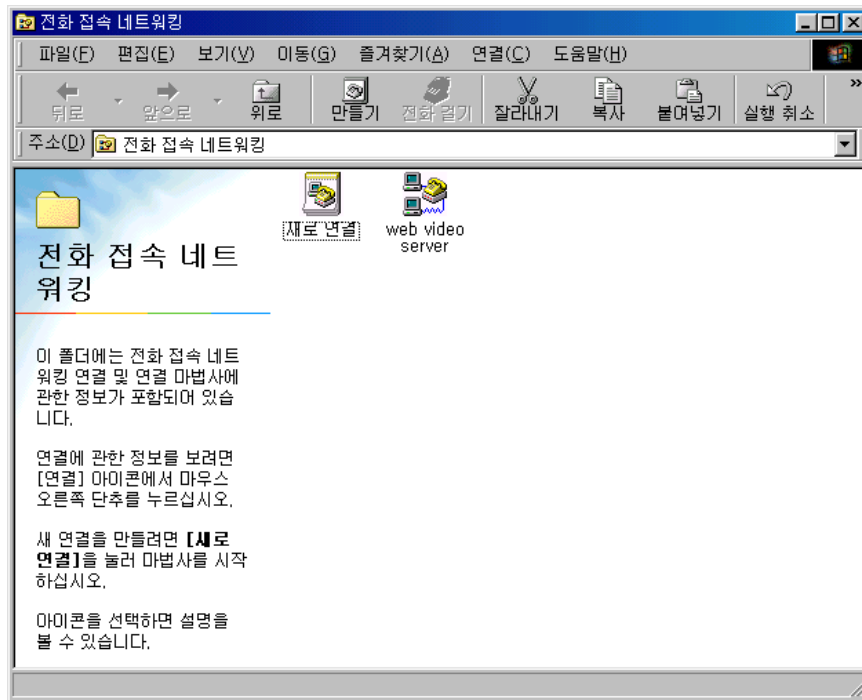 전화 접속 네트워킹
파일(F) 편집(E) 보기(V) 이동(G) 즐겨찾기(A) 연결(C) 도움말(H)
뒤로 앞으로 위로 만들기 전화 걸기 잘라내기 복사 붙여넣기 실행 취소 »
주소(D) 전화 접속 네트워킹
새로 연결
web video
server
전화 접속 네트
워킹
이 폴더에는 전화 접속 네트
워킹 연결 및 연결 마법사에
관한 정보가 포함되어 있습
니다.
연결에 관한 정보를 보려면
[연결] 아이콘에서 마우스
오른쪽 단추를 누르십시오.
새 연결을 만들려면 [새로
연결]을 눌러 마법사를 시작
하십시오.
아이콘을 선택하면 설명을
볼 수 있습니다.